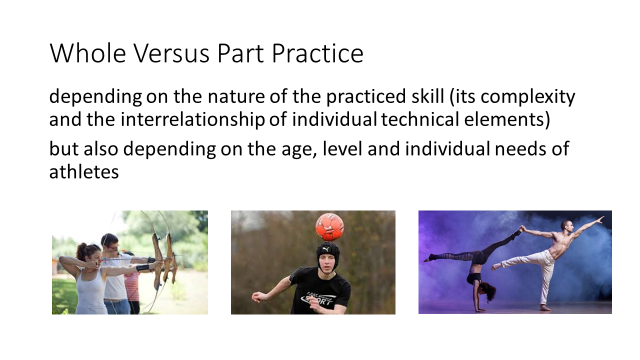 Whole Versus Part Practice
depending on the nature of the practiced skill (its complexity
and the interrelationship of individual technical elements)
but also depending on the age, level and individual needs of
athletes